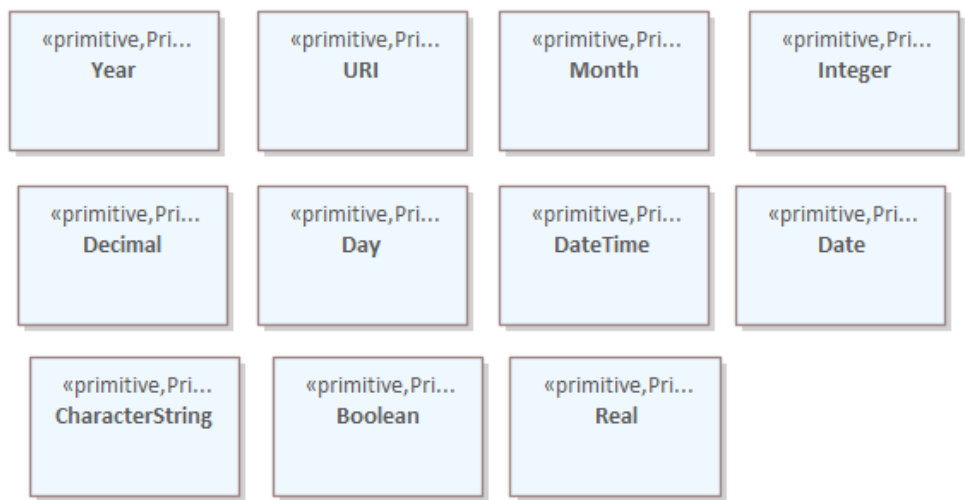 «primitive,Pri...
Year
«primitive,Pri...
URI
«primitive,Pri...
Month
«primitive,Pri...
Integer
«primitive,Pri...
Decimal
«primitive,Pri...
Day
«primitive,Pri...
DateTime
«primitive,Pri...
Date
«primitive,Pri...
CharacterString
«primitive,Pri...
Boolean
«primitive,Pri...
Real